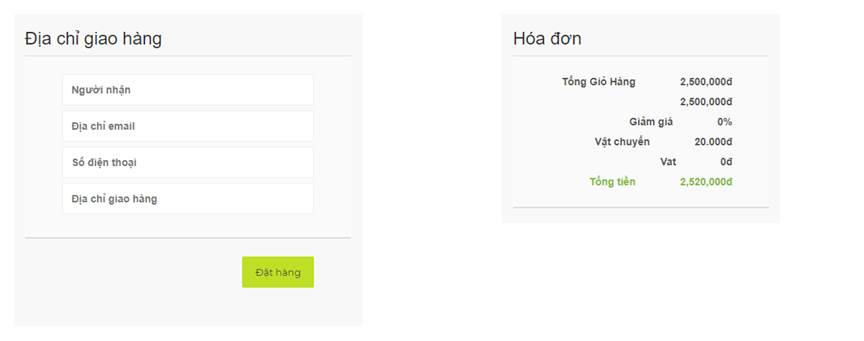 Địa chỉ giao hàng
Người nhận
Địa chỉ email
Số điện thoại
Địa chỉ giao hàng
Đặt hàng
Hóa đơn
Tổng Giỏ Hàng 2,500,000đ
2,500,000đ
Giảm giá 0%
Vật chuyển 20.000đ
Vat 0đ
Tổng tiền 2,520,000đ